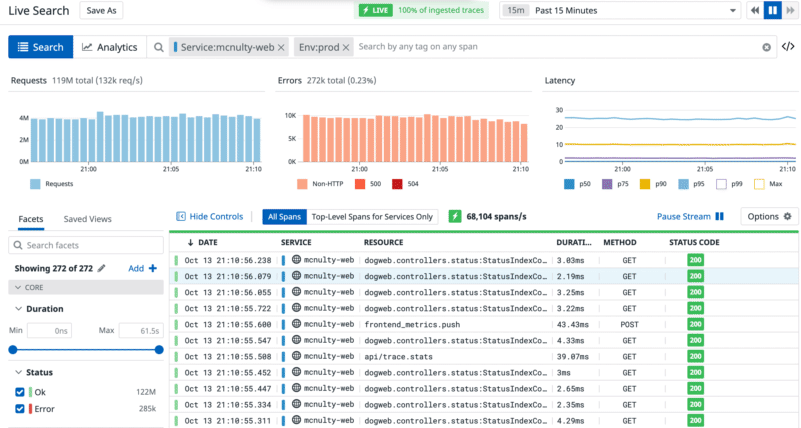 Live Search Save As LIVE 100% of ingested traces 15m Past 15 Minutes
Search Analytics Service:mcnulty-web Env:prod Search by any tag on any span </>
Requests 119M total (132k req/s) Errors 272k total (0.23%) Latency
4M 10K 30
2M 5K 20
10
0K 0K 0
21:00 21:05 21:10 21:00 21:05 21:10 21:00 21:05 21:10
Requests Non-HTTP 500 504 p50 p75 p90 p95 p99 Max
Facets Saved Views Hide Controls All Spans Top-Level Spans for Services Only 68,104 spans/s Pause Stream Options
Search facets
Showing 272 of 272 Add +
CORE
Duration
Min 0ns Max 61.5s
Status
Ok 122M
Error 285k
DATE SERVICE RESOURCE DURATI... METHOD STATUS CODE
Oct 13 21:10:56.238 mcnulty-web dogweb.controllers.status:StatusIndexCo... 3.03ms GET 200
Oct 13 21:10:56.079 mcnulty-web dogweb.controllers.status:StatusIndexCo... 2.19ms GET 200
Oct 13 21:10:56.055 mcnulty-web dogweb.controllers.status:StatusIndexCo... 3.25ms GET 200
Oct 13 21:10:55.722 mcnulty-web dogweb.controllers.status:StatusIndexCo... 3.22ms GET 200
Oct 13 21:10:55.600 mcnulty-web frontend_metrics.push 43.43ms POST 200
Oct 13 21:10:55.547 mcnulty-web dogweb.controllers.status:StatusIndexCo... 4.33ms GET 200
Oct 13 21:10:55.508 mcnulty-web api/trace.stats 39.07ms GET 200
Oct 13 21:10:55.452 mcnulty-web dogweb.controllers.status:StatusIndexCo... 3ms GET 200
Oct 13 21:10:55.447 mcnulty-web dogweb.controllers.status:StatusIndexCo... 2.65ms GET 200
Oct 13 21:10:55.334 mcnulty-web dogweb.controllers.status:StatusIndexCo... 2.35ms GET 200
Oct 13 21:10:55.311 mcnulty-web dogweb.controllers.status:StatusIndexCo... 4.29ms GET 200